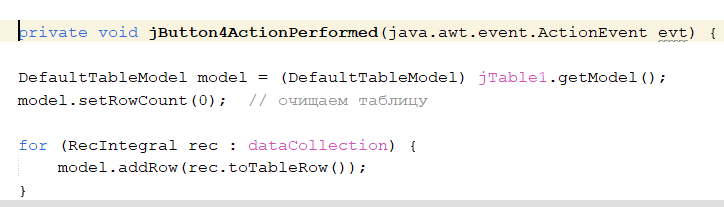 private void jButton4ActionPerformed(java.awt.event.ActionEvent evt) {
DefaultTableModel model = (DefaultTableModel) jTable1.getModel();
model.setRowCount(0);  // очищаем таблицу
for (RecIntegral rec : dataCollection) {
    model.addRow(rec.toTableRow());
}